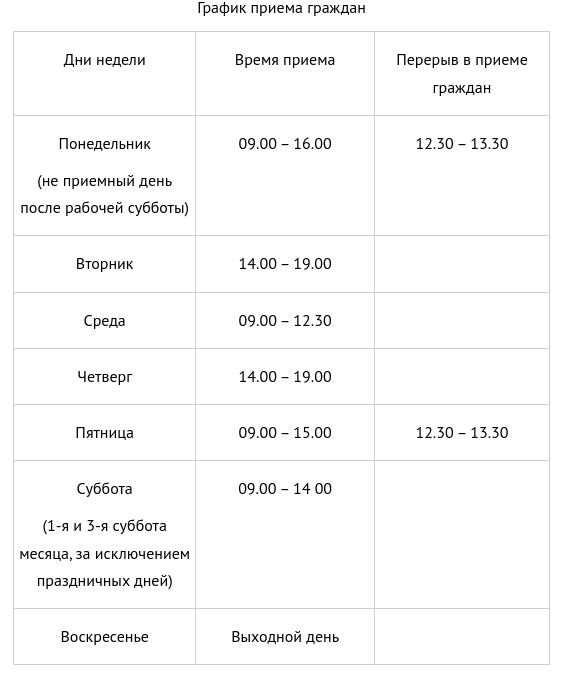 График приема граждан
Дни недели
Время приема
Перерыв в приеме
граждан
Понедельник
(не приемный день
после рабочей субботы)
09.00 – 16.00
12.30 – 13.30
Вторник
14.00 – 19.00
Среда
09.00 – 12.30
Четверг
14.00 – 19.00
Пятница
09.00 – 15.00
12.30 – 13.30
Суббота
(1-я и 3-я суббота
месяца, за исключением
праздничных дней)
09.00 – 14 00
Воскресенье
Выходной день